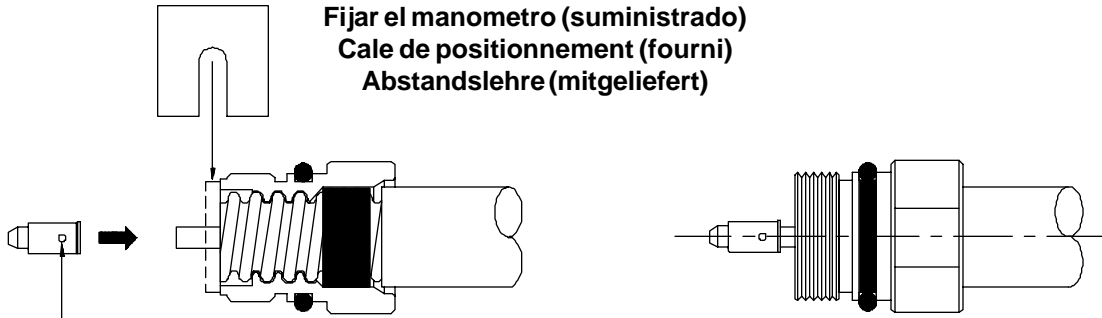 Fijar el manometro (suministrado)
Cale de positionnement (fourni)
Abstandslehre (mitgeliefert)